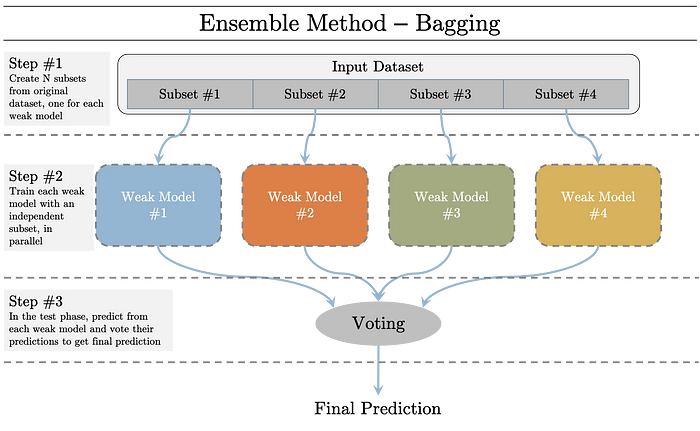 Ensemble Method – Bagging
Step #1
Create N subsets
from original
dataset, one for each
weak model
Input Dataset
Subset #1 Subset #2 Subset #3 Subset #4
Step #2
Train each weak
model with an
independent
subset, in
parallel
Weak Model
#1
Weak Model
#2
Weak Model
#3
Weak Model
#4
Step #3
In the test phase, predict from
each weak model and vote their
predictions to get final prediction
Voting
Final Prediction